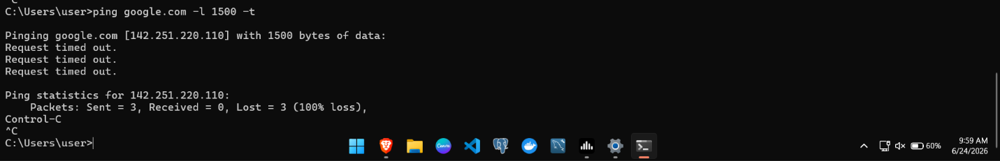 ^C
C:\Users\user>ping google.com -l 1500 -t
Pinging google.com [142.251.220.110] with 1500 bytes of data:
Request timed out.
Request timed out.
Request timed out.
Ping statistics for 142.251.220.110:
    Packets: Sent = 3, Received = 0, Lost = 3 (100% loss),
Control-C
^C
C:\Users\user>
Canva
60%
9:59 AM
6/24/2026